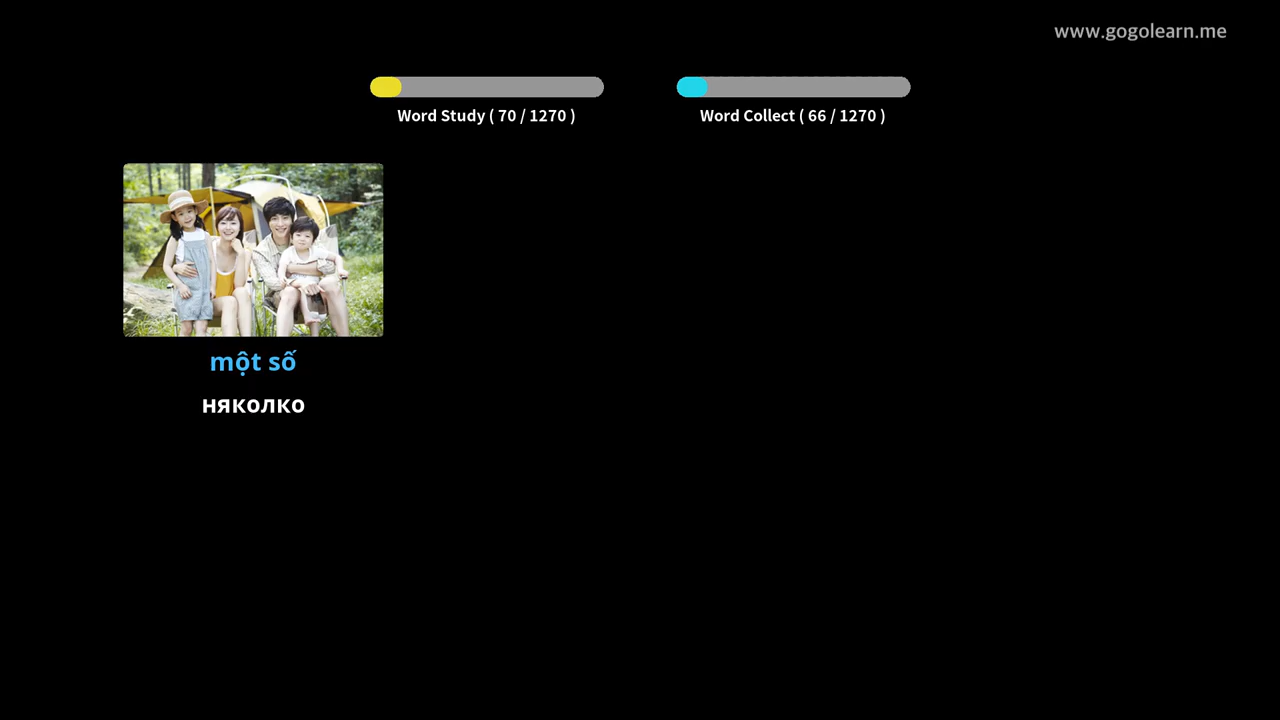 www.gogolearn.me
Word Study ( 70 / 1270 )
Word Collect ( 66 / 1270 )
một số
няколко